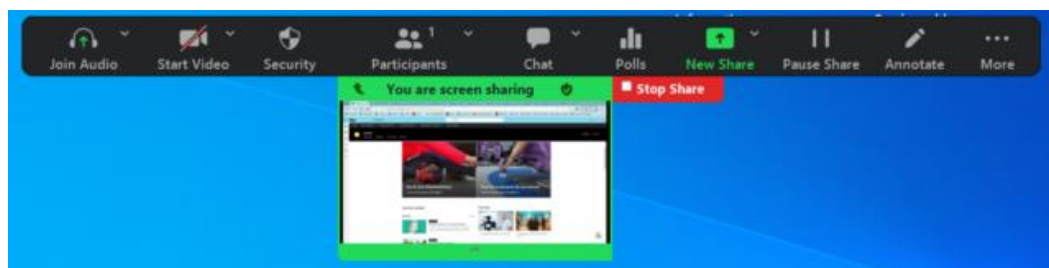 1
Join Audio Start Video Security Participants Chat Polls New Share Pause Share Annotate More
You are screen sharing Stop Share